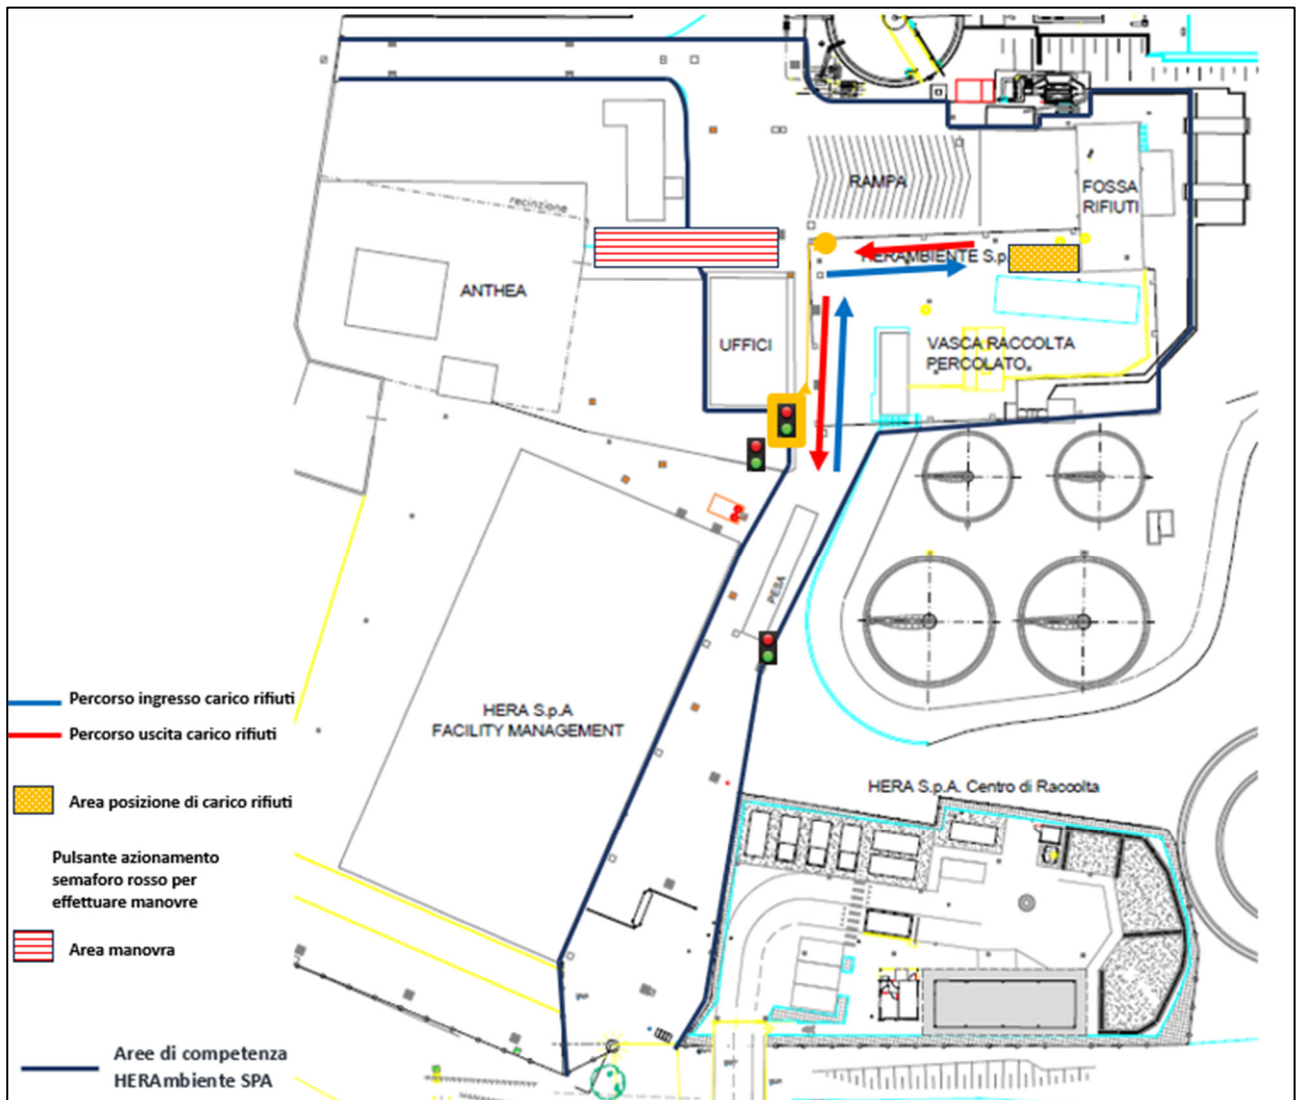 RAMPA
FOSSA
RIFIUTI
recinzione
HERAMBIENTE S.p.
ANTHEA
UFFICI
VASCA RACCOLTA
PERCOLATO
PESA
HERA S.p.A
FACILITY MANAGEMENT
HERA S.p.A. Centro di Raccolta
Percorso ingresso carico rifiuti
Percorso uscita carico rifiuti
Area posizione di carico rifiuti
Pulsante azionamento
semaforo rosso per
effettuare manovre
Area manovra
Aree di competenza
HERAmbiente SPA